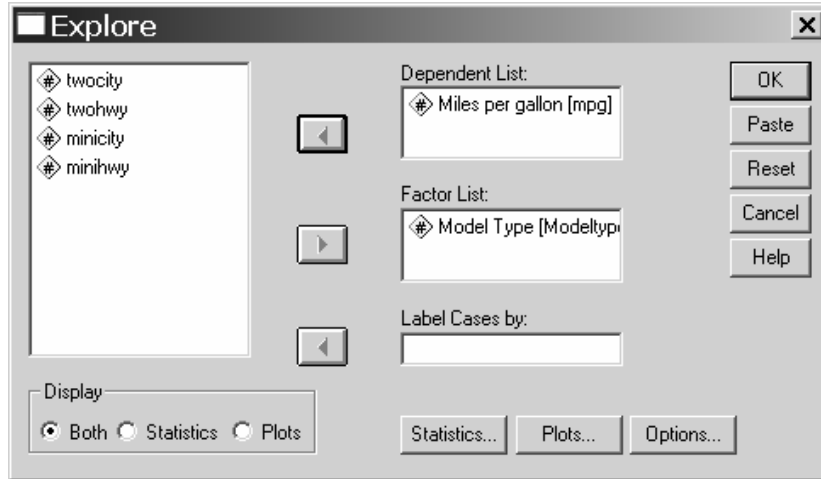 Explore
twocity
twohwy
minicity
minihwy
Dependent List:
Miles per gallon [mpg]
Factor List:
Model Type [Modeltyp
Label Cases by:
OK
Paste
Reset
Cancel
Help
Display
Both
Statistics
Plots
Statistics...
Plots...
Options...